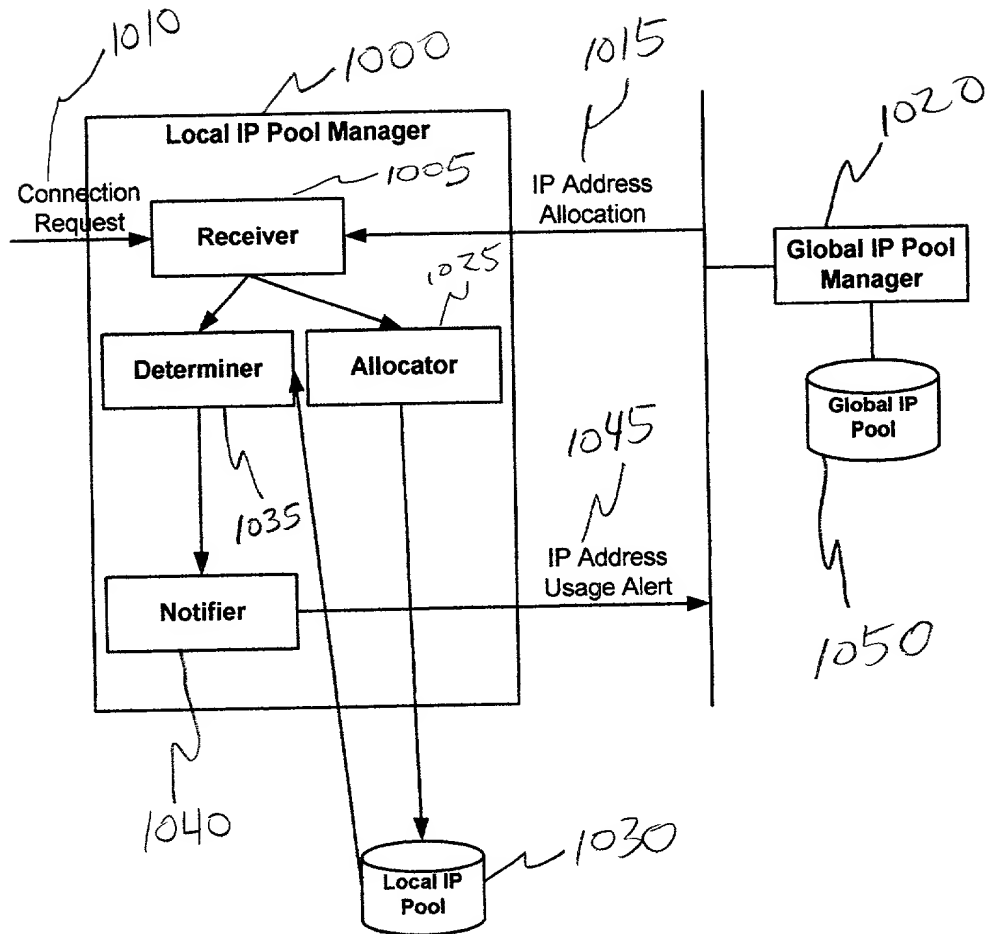 1010
1000
1015
1020
Local IP Pool Manager
1005
Connection
Request
IP Address
Allocation
Receiver
1025
Global IP Pool
Manager
Determiner
Allocator
Global IP
Pool
1045
1035
IP Address
Usage Alert
Notifier
1050
1040
1030
Local IP
Pool